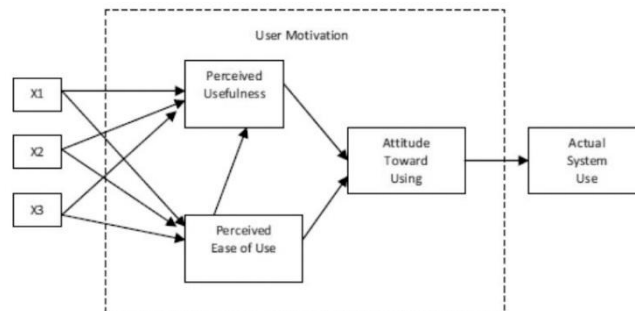 User Motivation
X1
X2
X3
Perceived
Usefulness
Perceived
Ease of Use
Attitude
Toward
Using
Actual
System
Use